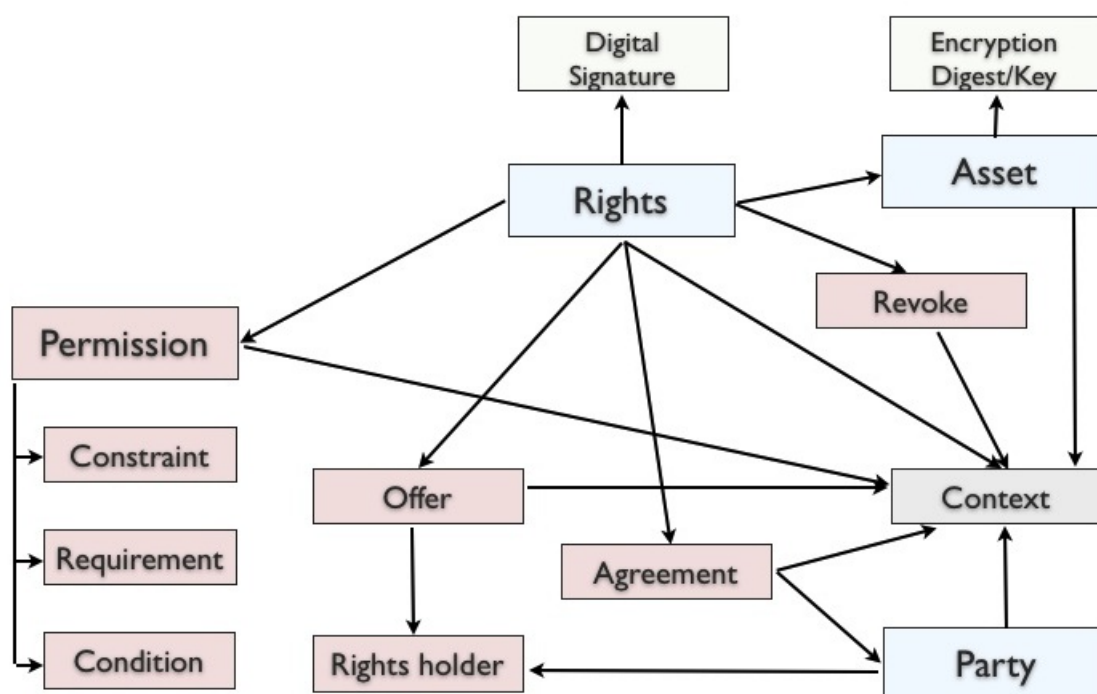 Digital
Signature
Encryption
Digest/Key
Asset
Rights
Revoke
Permission
Constraint
Offer
Context
Requirement
Agreement
Rights holder
Party
Condition